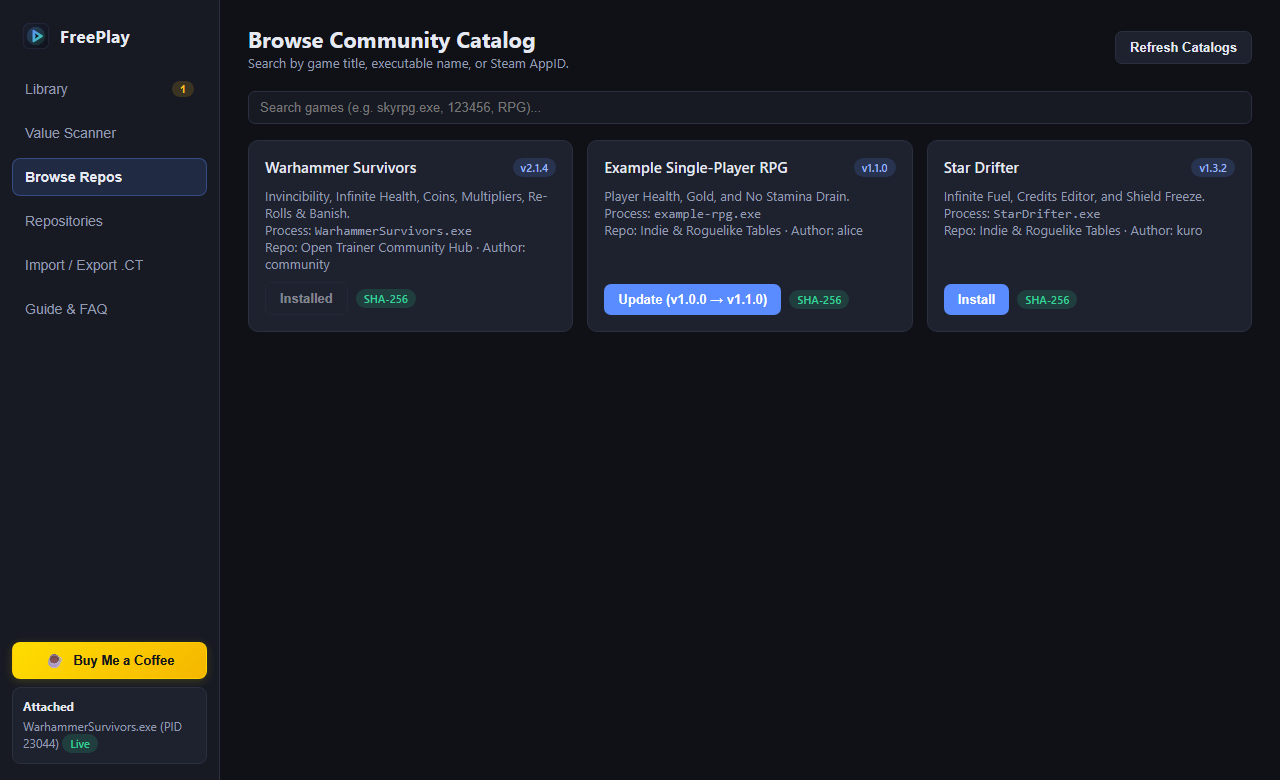 FreePlay
Library 1
Value Scanner
Browse Repos
Repositories
Import / Export .CT
Guide & FAQ
Buy Me a Coffee
Attached
WarhammerSurvivors.exe (PID
23044) Live
Browse Community Catalog
Search by game title, executable name, or Steam AppID.
Refresh Catalogs
Search games (e.g. skyrpg.exe, 123456, RPG)...
Warhammer Survivors v2.1.4
Invincibility, Infinite Health, Coins, Multipliers, Re-
Rolls & Banish.
Process: WarhammerSurvivors.exe
Repo: Open Trainer Community Hub · Author:
community
Installed SHA-256
Example Single-Player RPG v1.1.0
Player Health, Gold, and No Stamina Drain.
Process: example-rpg.exe
Repo: Indie & Roguelike Tables · Author: alice
Update (v1.0.0 → v1.1.0) SHA-256
Star Drifter v1.3.2
Infinite Fuel, Credits Editor, and Shield Freeze.
Process: StarDrifter.exe
Repo: Indie & Roguelike Tables · Author: kuro
Install SHA-256